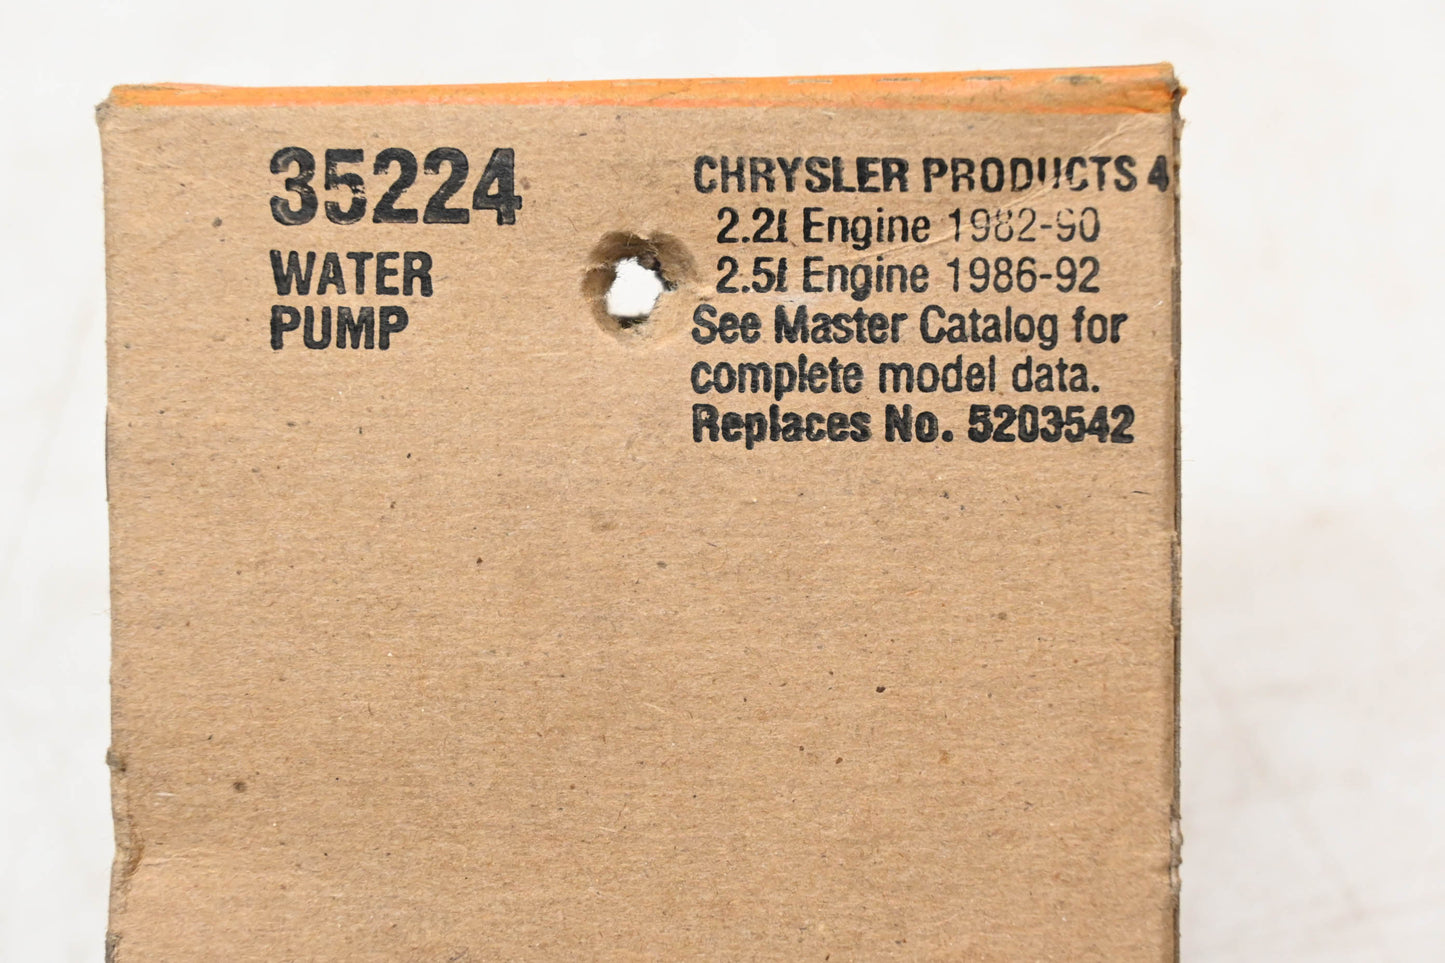 35224
WATER
PUMP
CHRYSLER PRODUCTS 4
2.2l Engine 1982-90
2.5l Engine 1986-92
See Master Catalog for
complete model data.
Replaces No. 5203542